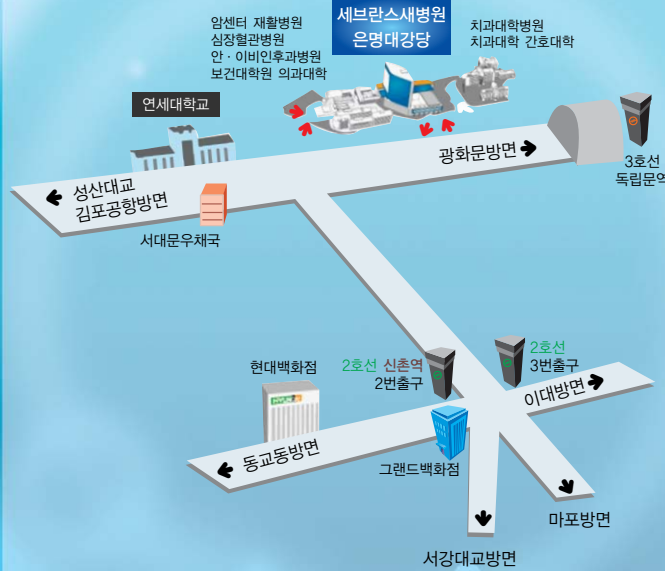 암센터 재활병원
심장혈관병원
안·이비인후과병원
보건대학원 의과대학
세브란스새병원
은명대강당
치과대학병원
치과대학 간호대학
연세대학교
광화문방면
3호선
독립문역
성산대교
김포공항방면
서대문우채국
현대백화점
2호선 신촌역
2번출구
2호선
3번출구
이대방면
동교동방면
그랜드백화점
마포방면
서강대교방면